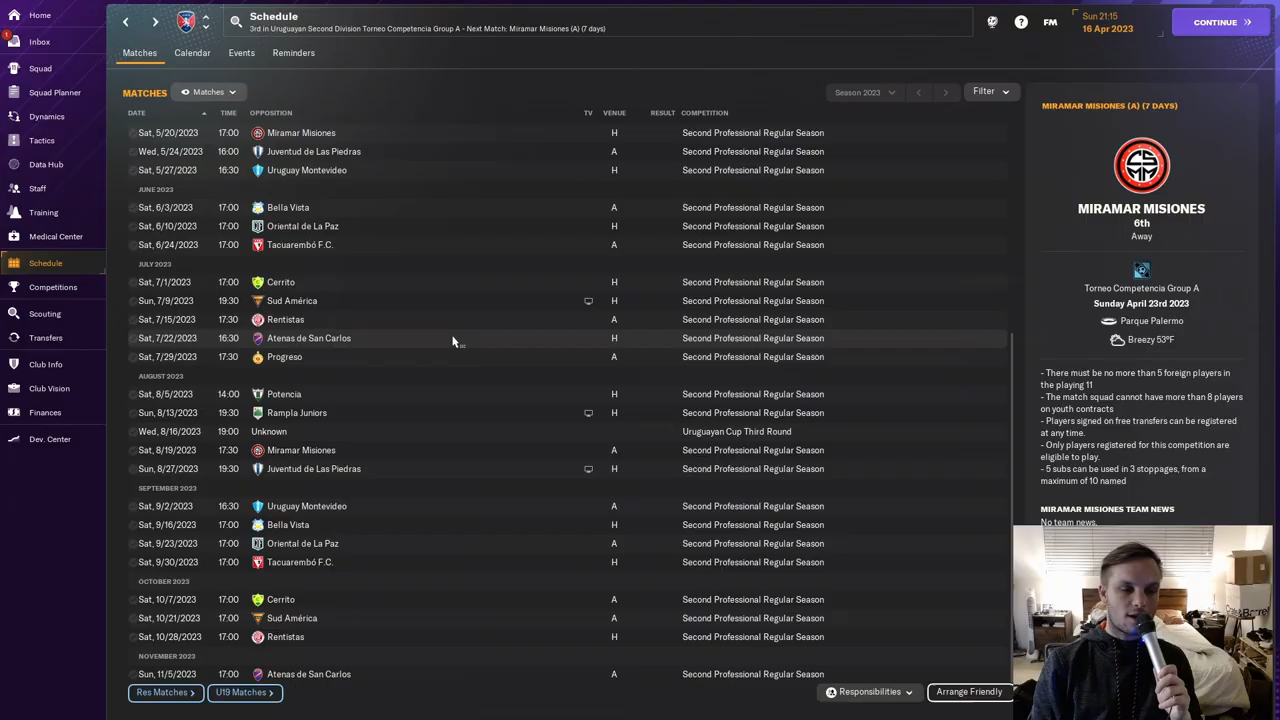 Home
Schedule
3rd in Uruguayan Second Division Torneo Competencia Group A - Next Match: Miramar Misiones (A) (7 days)
FM
Sun 21:15
16 Apr 2023
CONTINUE
1
Inbox
Squad
Squad Planner
Dynamics
Tactics
Data Hub
Staff
Training
Medical Center
Schedule
Competitions
Scouting
Transfers
Club Info
Club Vision
Finances
Dev. Center
Matches Calendar Events Reminders
MATCHES Matches Season 2023 Filter
DATE TIME OPPOSITION TV VENUE RESULT COMPETITION
Sat, 5/20/2023 17:00 Miramar Misiones H Second Professional Regular Season
Wed, 5/24/2023 16:00 Juventud de Las Piedras A Second Professional Regular Season
Sat, 5/27/2023 16:30 Uruguay Montevideo H Second Professional Regular Season
JUNE 2023
Sat, 6/3/2023 17:00 Bella Vista A Second Professional Regular Season
Sat, 6/10/2023 17:00 Oriental de La Paz H Second Professional Regular Season
Sat, 6/24/2023 17:00 Tacuarembó F.C. A Second Professional Regular Season
JULY 2023
Sat, 7/1/2023 17:00 Cerrito H Second Professional Regular Season
Sun, 7/9/2023 19:30 Sud América H Second Professional Regular Season
Sat, 7/15/2023 17:30 Rentistas A Second Professional Regular Season
Sat, 7/22/2023 16:30 Atenas de San Carlos H Second Professional Regular Season
Sat, 7/29/2023 17:30 Progreso A Second Professional Regular Season
AUGUST 2023
Sat, 8/5/2023 14:00 Potencia H Second Professional Regular Season
Sun, 8/13/2023 19:30 Rampla Juniors H Second Professional Regular Season
Wed, 8/16/2023 19:00 Unknown Uruguayan Cup Third Round
Sat, 8/19/2023 17:30 Miramar Misiones A Second Professional Regular Season
Sun, 8/27/2023 19:30 Juventud de Las Piedras H Second Professional Regular Season
SEPTEMBER 2023
Sat, 9/2/2023 16:30 Uruguay Montevideo A Second Professional Regular Season
Sat, 9/16/2023 17:00 Bella Vista H Second Professional Regular Season
Sat, 9/23/2023 17:00 Oriental de La Paz A Second Professional Regular Season
Sat, 9/30/2023 17:00 Tacuarembó F.C. H Second Professional Regular Season
OCTOBER 2023
Sat, 10/7/2023 17:00 Cerrito A Second Professional Regular Season
Sat, 10/21/2023 17:00 Sud América A Second Professional Regular Season
Sat, 10/28/2023 17:00 Rentistas H Second Professional Regular Season
NOVEMBER 2023
Sun, 11/5/2023 17:00 Atenas de San Carlos A Second Professional Regular Season
Res Matches U19 Matches Responsibilities Arrange Friendly
MIRAMAR MISIONES (A) (7 DAYS)
CSMM
MIRAMAR MISIONES
6th
Away
Torneo Competencia Group A
Sunday April 23rd 2023
Parque Palermo
Breezy 53°F
- There must be no more than 5 foreign players in
the playing 11
- The match squad cannot have more than 8 players
on youth contracts
- Players signed on free transfers can be registered
at any time.
- Only players registered for this competition are
eligible to play.
- 5 subs can be used in 3 stoppages, from a
maximum of 10 named
MIRAMAR MISIONES TEAM NEWS
No team news.